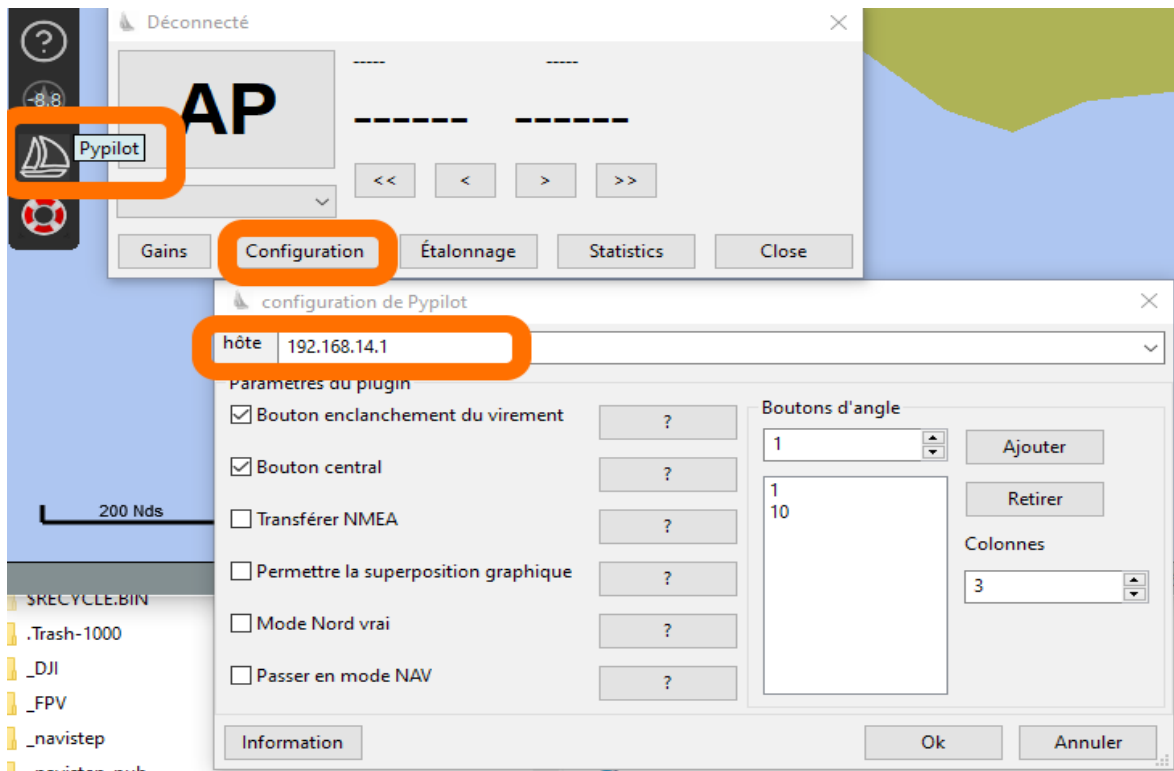 ?
Déconnecté
-8.8
AP
-----
-----
------
------
Pypilot
<<
<
>
>>
Gains
Configuration
Étalonnage
Statistics
Close
configuration de Pypilot
hôte
192.168.14.1
Paramètres du plugin
Bouton enclanchement du virement
?
Bouton central
?
Transférer NMEA
?
Permettre la superposition graphique
?
Mode Nord vrai
?
Passer en mode NAV
?
Boutons d'angle
1
Ajouter
1
10
Retirer
Colonnes
3
200 Nds
$RECYCLE.BIN
.Trash-1000
_DJI
_FPV
_navistep
Information
Ok
Annuler